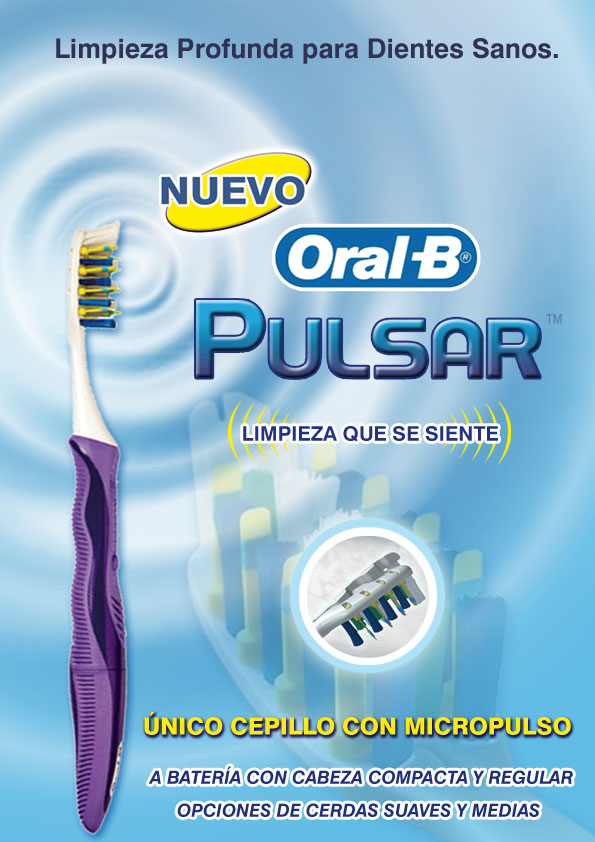 Limpieza Profunda para Dientes Sanos.
NUEVO
Oral-B®
PULSAR™
LIMPIEZA QUE SE SIENTE
ÚNICO CEPILLO CON MICROPULSO
A BATERÍA CON CABEZA COMPACTA Y REGULAR
OPCIONES DE CERDAS SUAVES Y MEDIAS